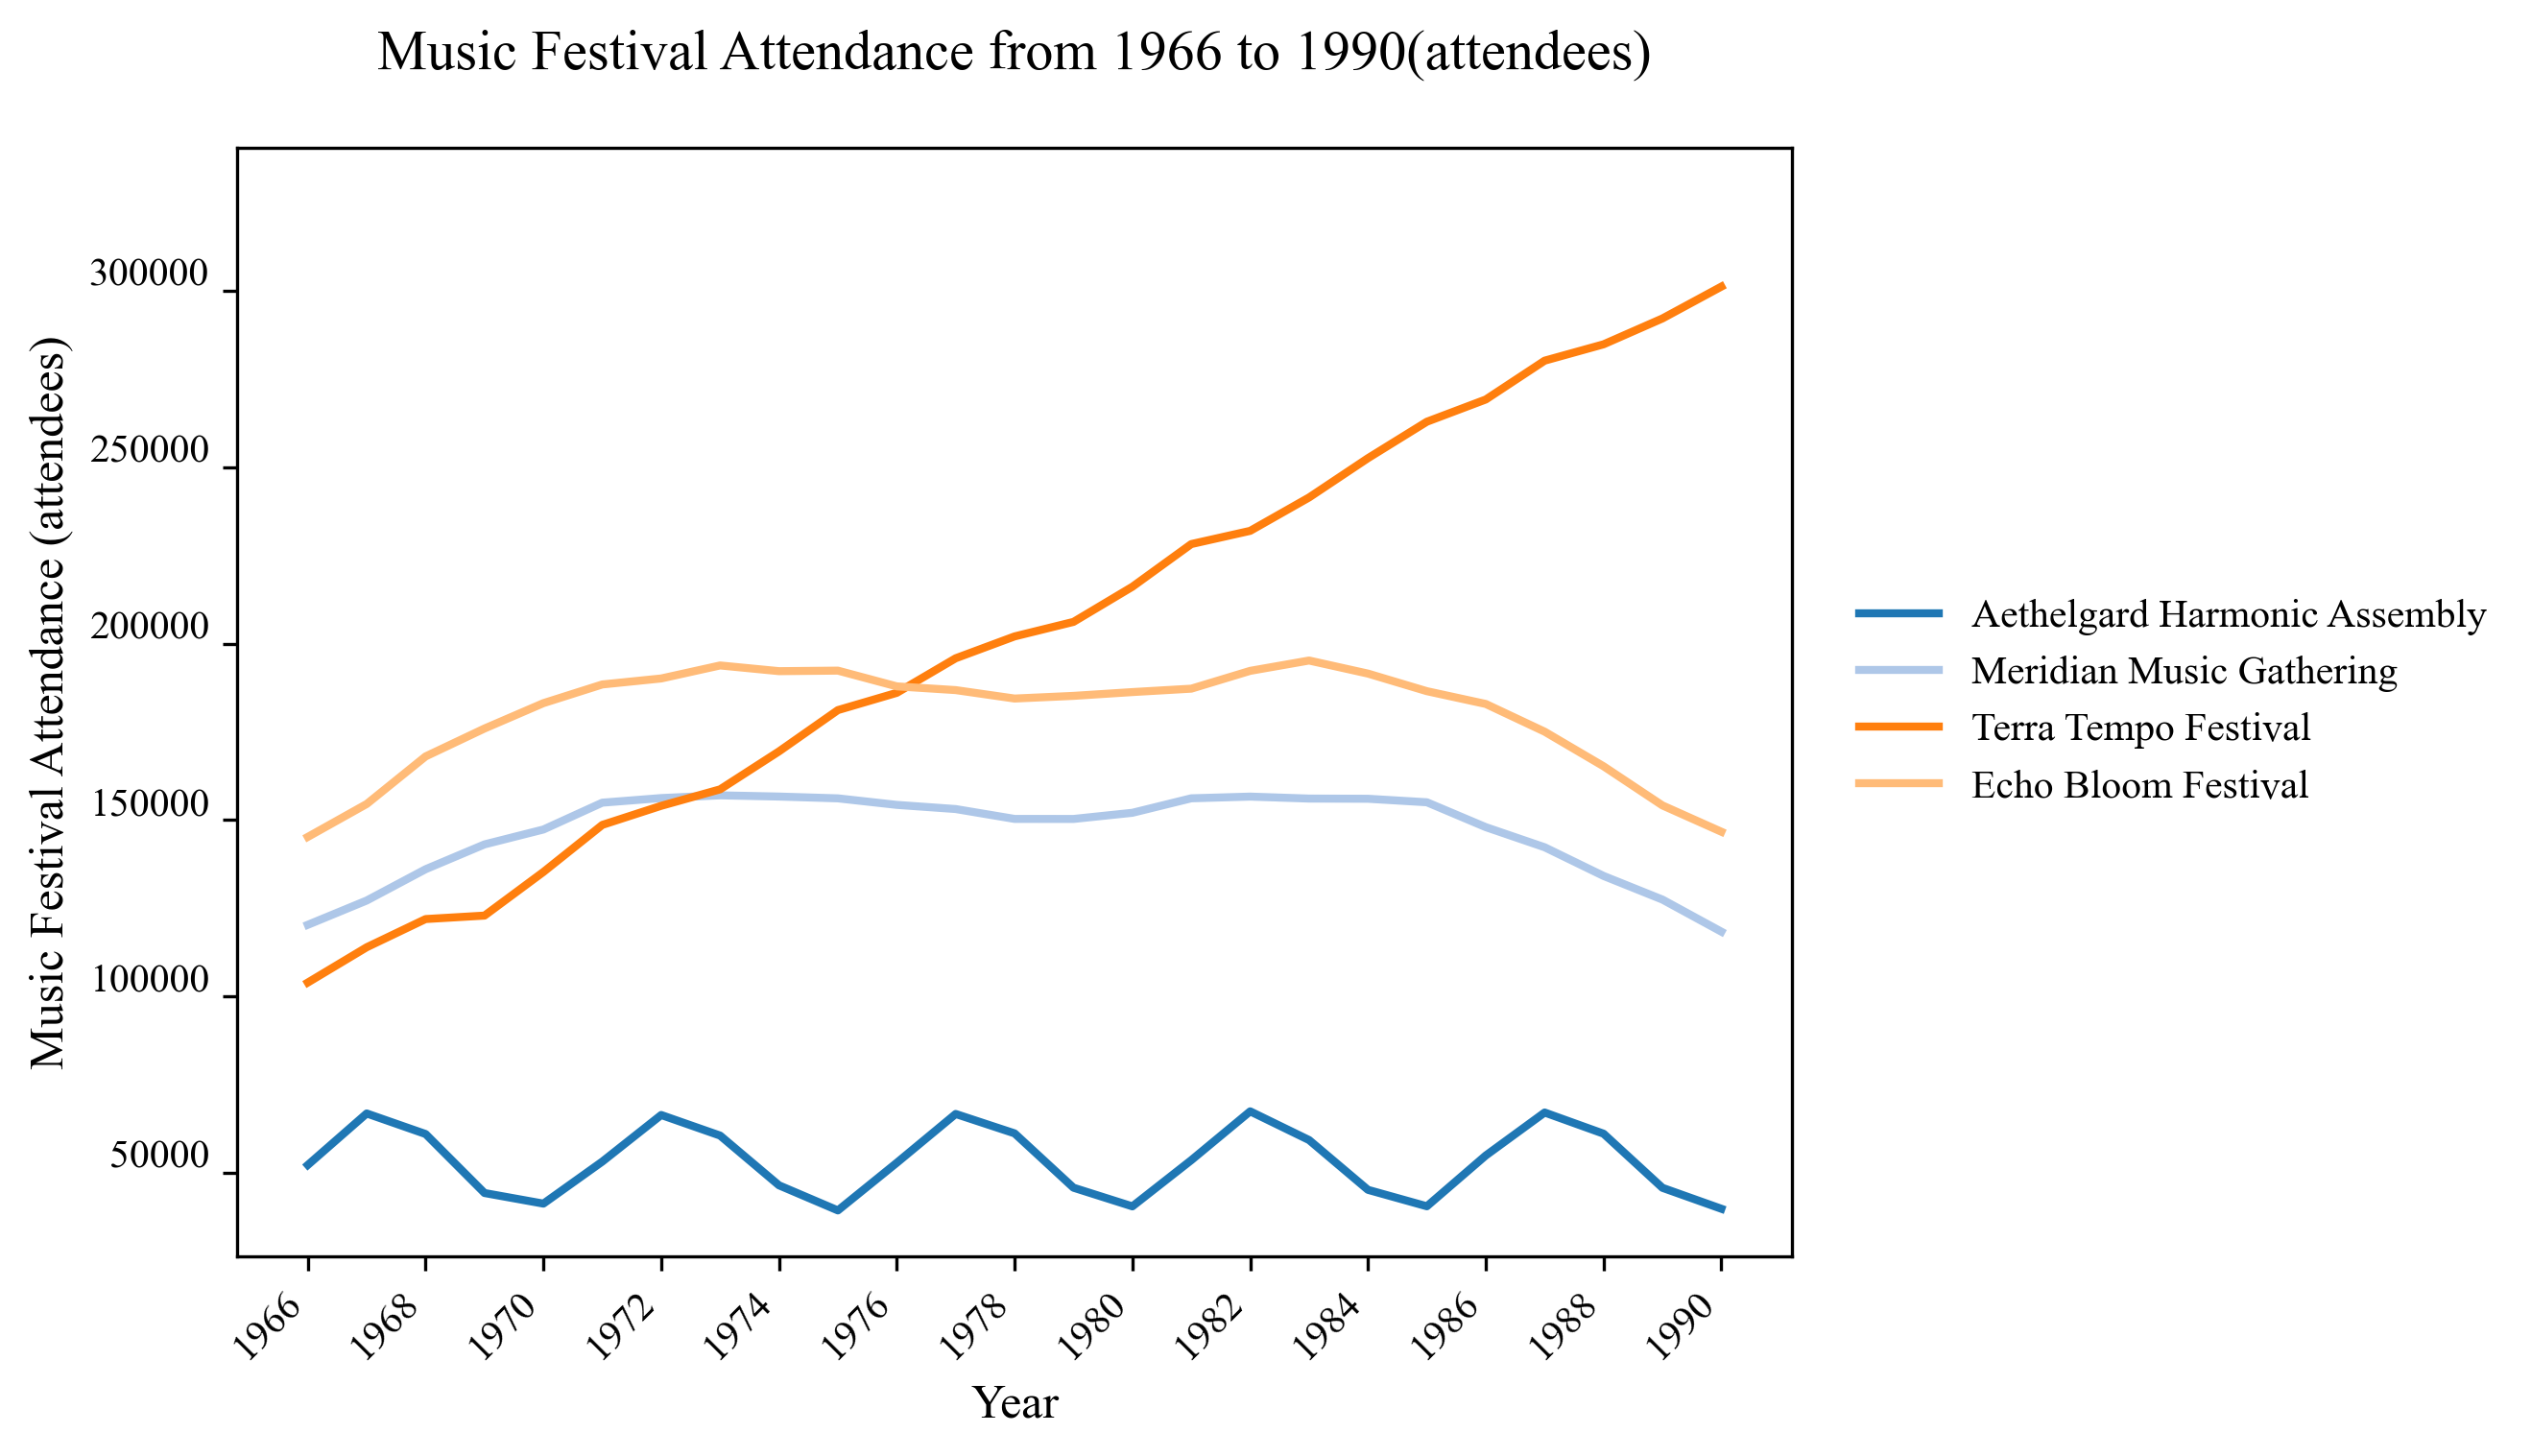 Music Festival Attendance from 1966 to 1990(attendees)
Music Festival Attendance (attendees)
300000
250000
200000
150000
100000
50000
1966
1968
1970
1972
1974
1976
1978
1980
1982
1984
1986
1988
1990
Year
Aethelgard Harmonic Assembly
Meridian Music Gathering
Terra Tempo Festival
Echo Bloom Festival